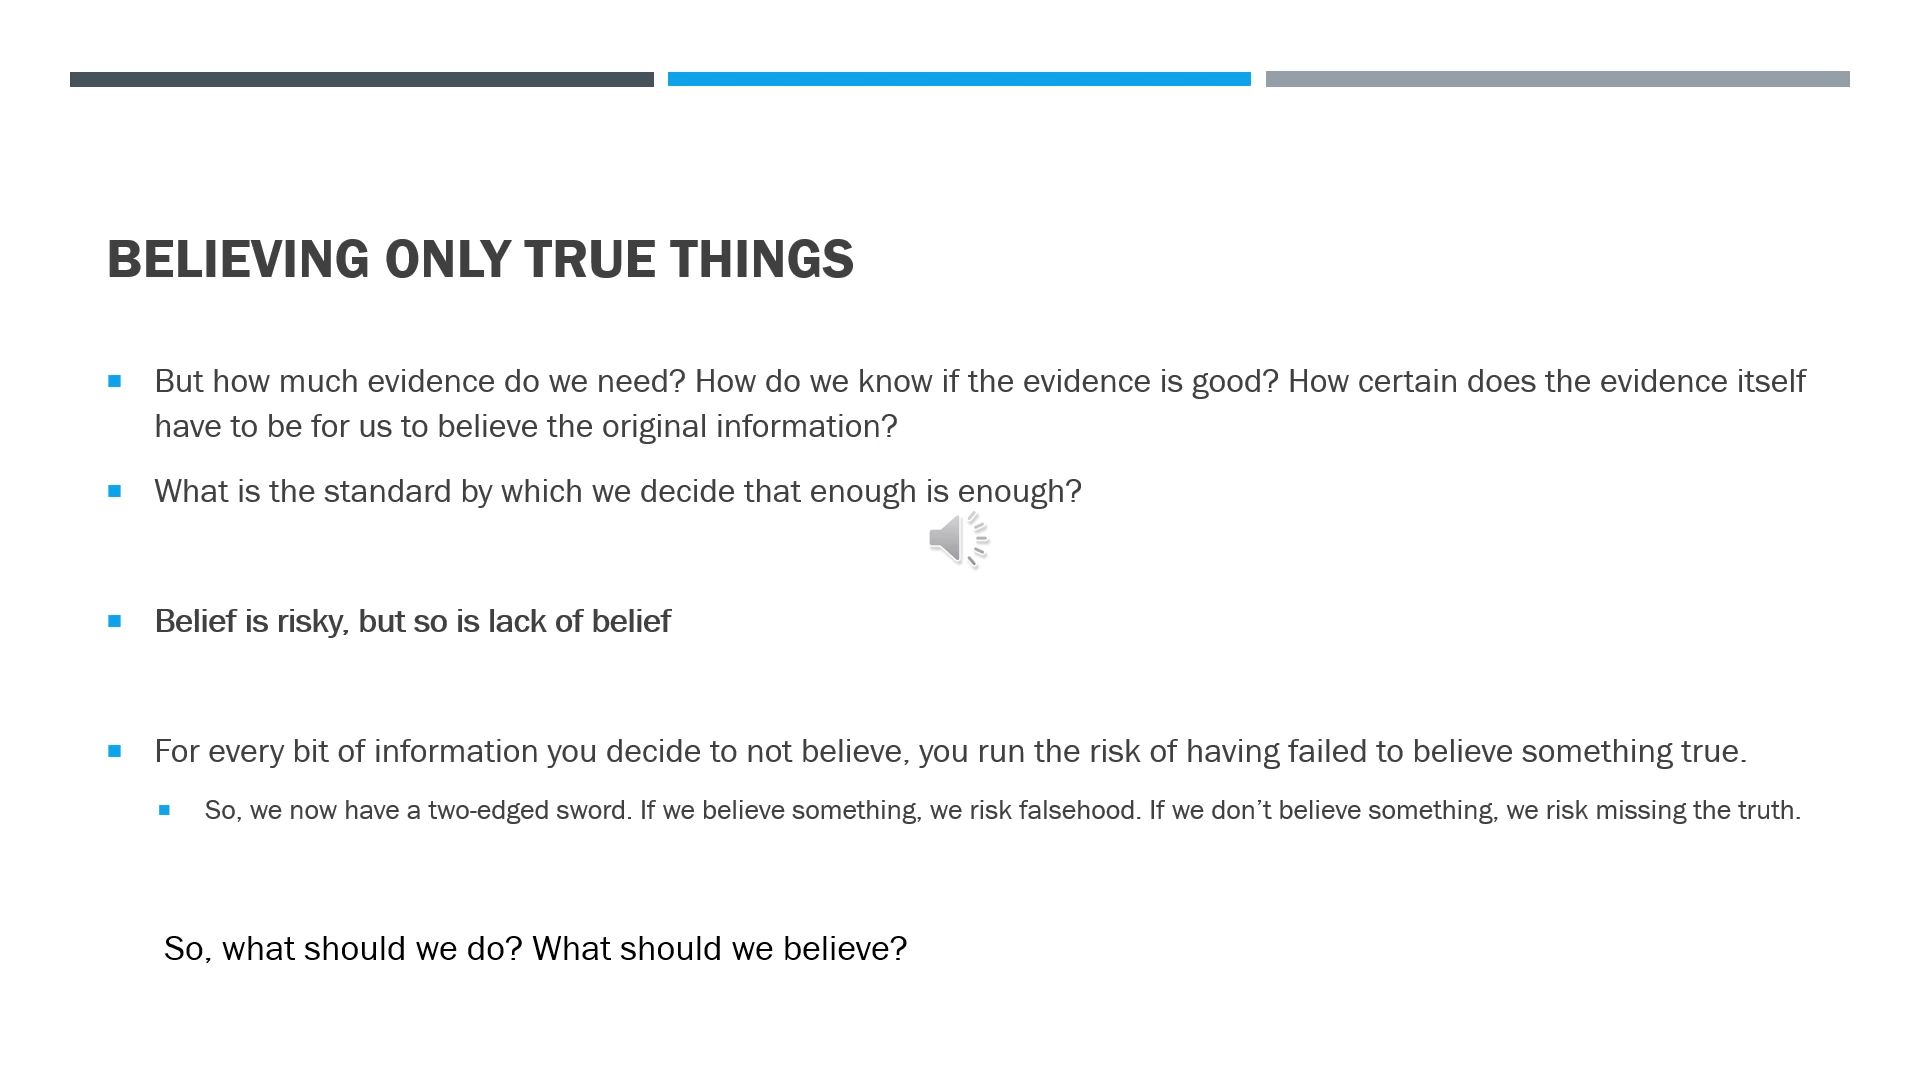 BELIEVING ONLY TRUE THINGS
But how much evidence do we need? How do we know if the evidence is good? How certain does the evidence itself
have to be for us to believe the original information?
What is the standard by which we decide that enough is enough?
Belief is risky, but so is lack of belief
For every bit of information you decide to not believe, you run the risk of having failed to believe something true.
So, we now have a two-edged sword. If we believe something, we risk falsehood. If we don’t believe something, we risk missing the truth.
So, what should we do? What should we believe?